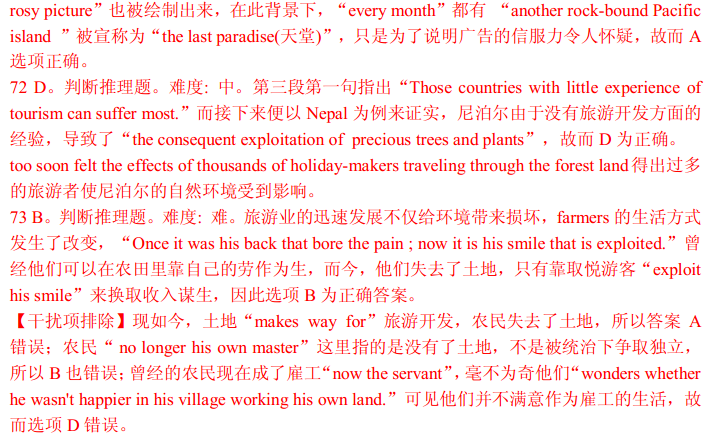 rosy picture”也被绘制出来，在此背景下，“every month”都有 “another rock-bound Pacific
island ”被宣称为“the last paradise(天堂)”，只是为了说明广告的信服力令人怀疑，故而 A
选项正确。
72 D。判断推理题。难度: 中。第三段第一句指出“Those countries with little experience of
tourism can suffer most.”而接下来便以 Nepal 为例来证实，尼泊尔由于没有旅游开发方面的
经验，导致了“the consequent exploitation of precious trees and plants”，故而 D 为正确。
too soon felt the effects of thousands of holiday-makers traveling through the forest land得出过多
的旅游者使尼泊尔的自然环境受到影响。
73 B。判断推理题。难度: 难。旅游业的迅速发展不仅给环境带来损坏，farmers 的生活方式
发生了改变，“Once it was his back that bore the pain ; now it is his smile that is exploited.”曾
经他们可以在农田里靠自己的劳作为生，而今，他们失去了土地，只有靠取悦游客“exploit
his smile”来换取收入谋生，因此选项 B 为正确答案。
【干扰项排除】现如今，土地“makes way for”旅游开发，农民失去了土地，所以答案 A
错误；农民“ no longer his own master”这里指的是没有了土地，不是被统治下争取独立，
所以 B 也错误；曾经的农民现在成了雇工“now the servant”，毫不为奇他们“wonders whether
he wasn't happier in his village working his own land.”可见他们并不满意作为雇工的生活，故
而选项 D 错误。